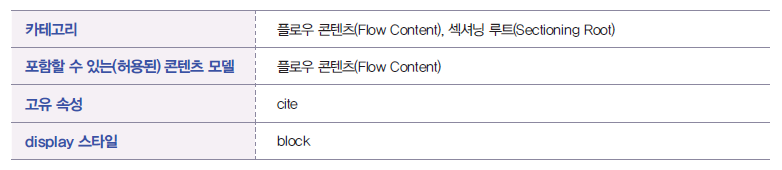 카테고리 플로우 콘텐츠(Flow Content), 섹셔닝 루트(Sectioning Root)
포함할 수 있는(허용된) 콘텐츠 모델 플로우 콘텐츠(Flow Content)
고유 속성 cite
display 스타일 block